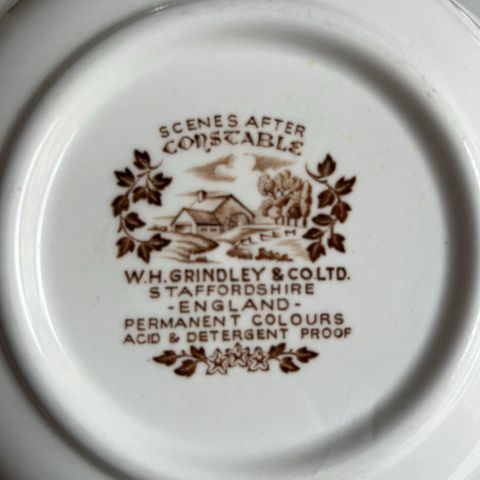 SCENES AFTER
CONSTABLE
W.H. GRINDLEY & CO. LTD.
STAFFORDSHIRE
-ENGLAND-
PERMANENT COLOURS
ACID & DETERGENT PROOF